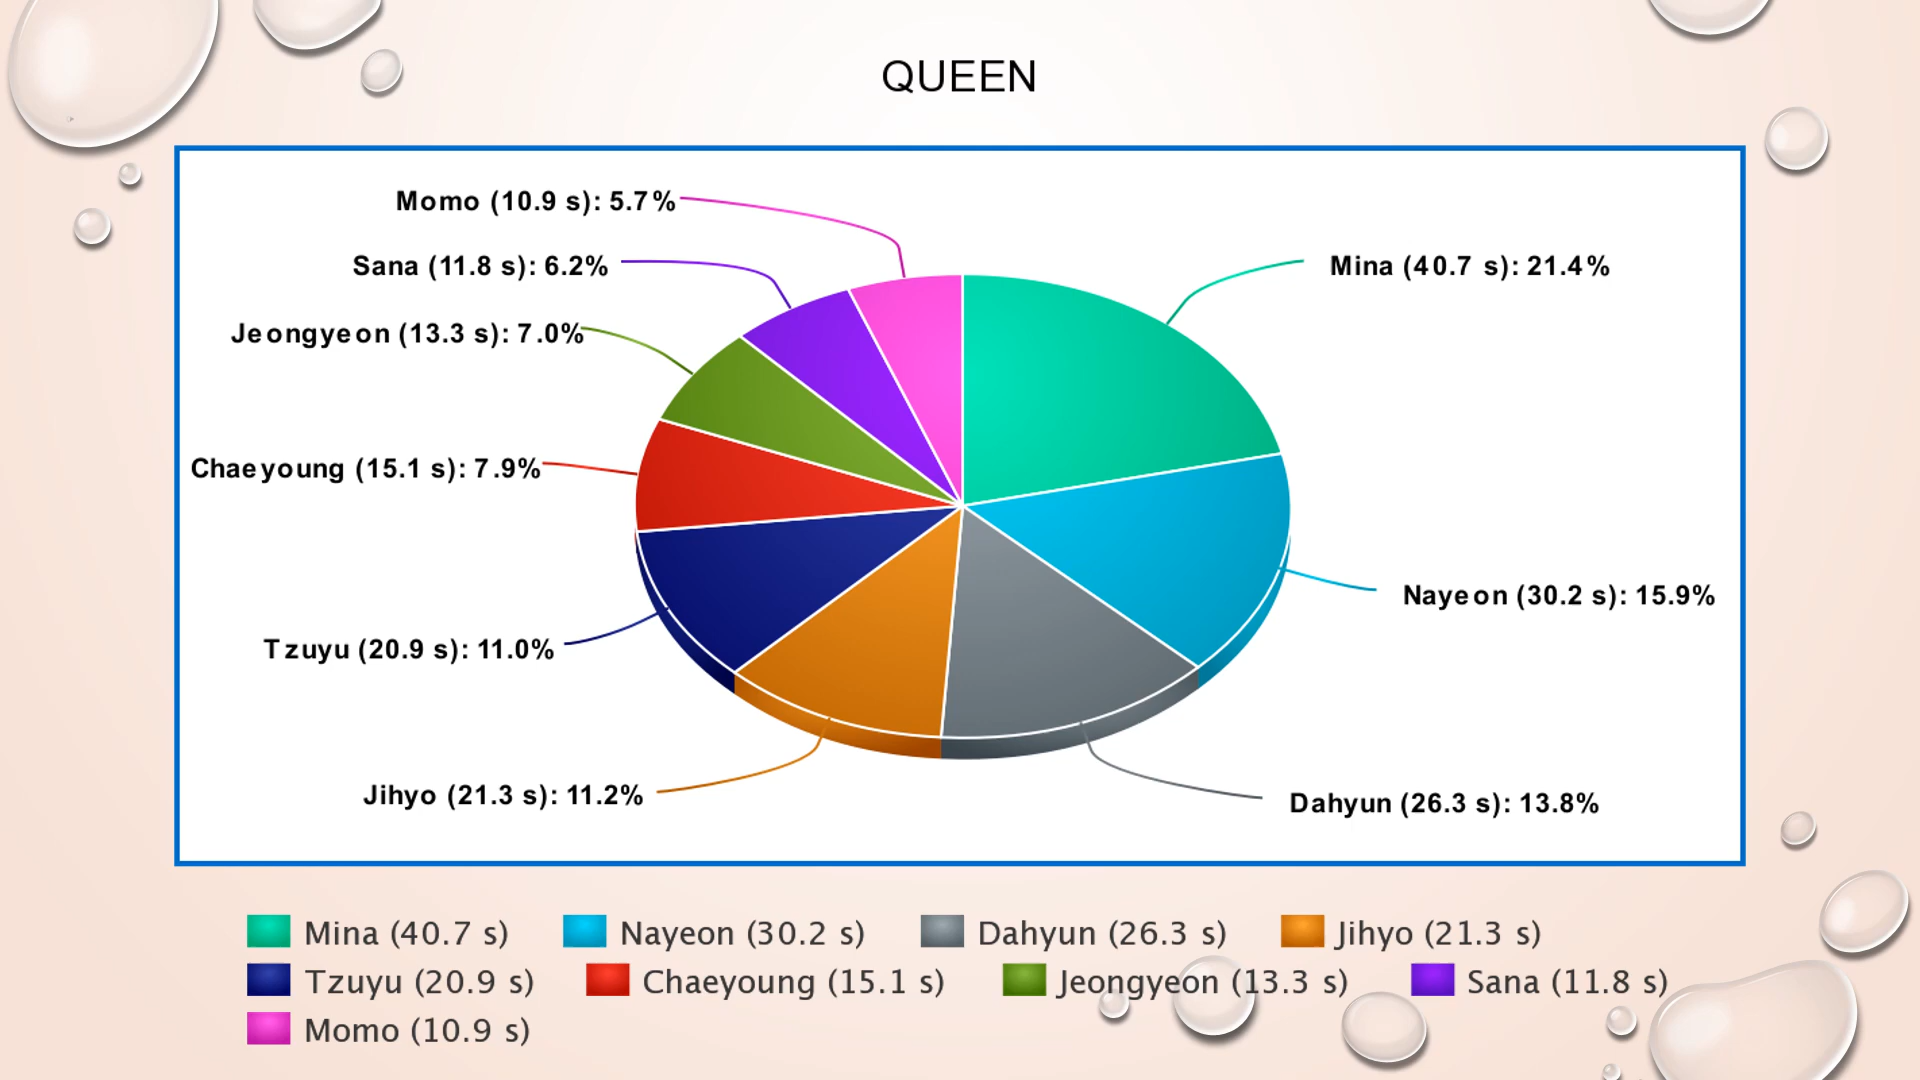 QUEEN
Momo (10.9 s): 5.7%
Sana (11.8 s): 6.2%
Mina (40.7 s): 21.4%
Jeongyeon (13.3 s): 7.0%
Chaeyoung (15.1 s): 7.9%
Nayeon (30.2 s): 15.9%
Tzuyu (20.9 s): 11.0%
Jihyo (21.3 s): 11.2%
Dahyun (26.3 s): 13.8%
Mina (40.7 s) Nayeon (30.2 s) Dahyun (26.3 s) Jihyo (21.3 s)
Tzuyu (20.9 s) Chaeyoung (15.1 s) Jeongyeon (13.3 s) Sana (11.8 s)
Momo (10.9 s)